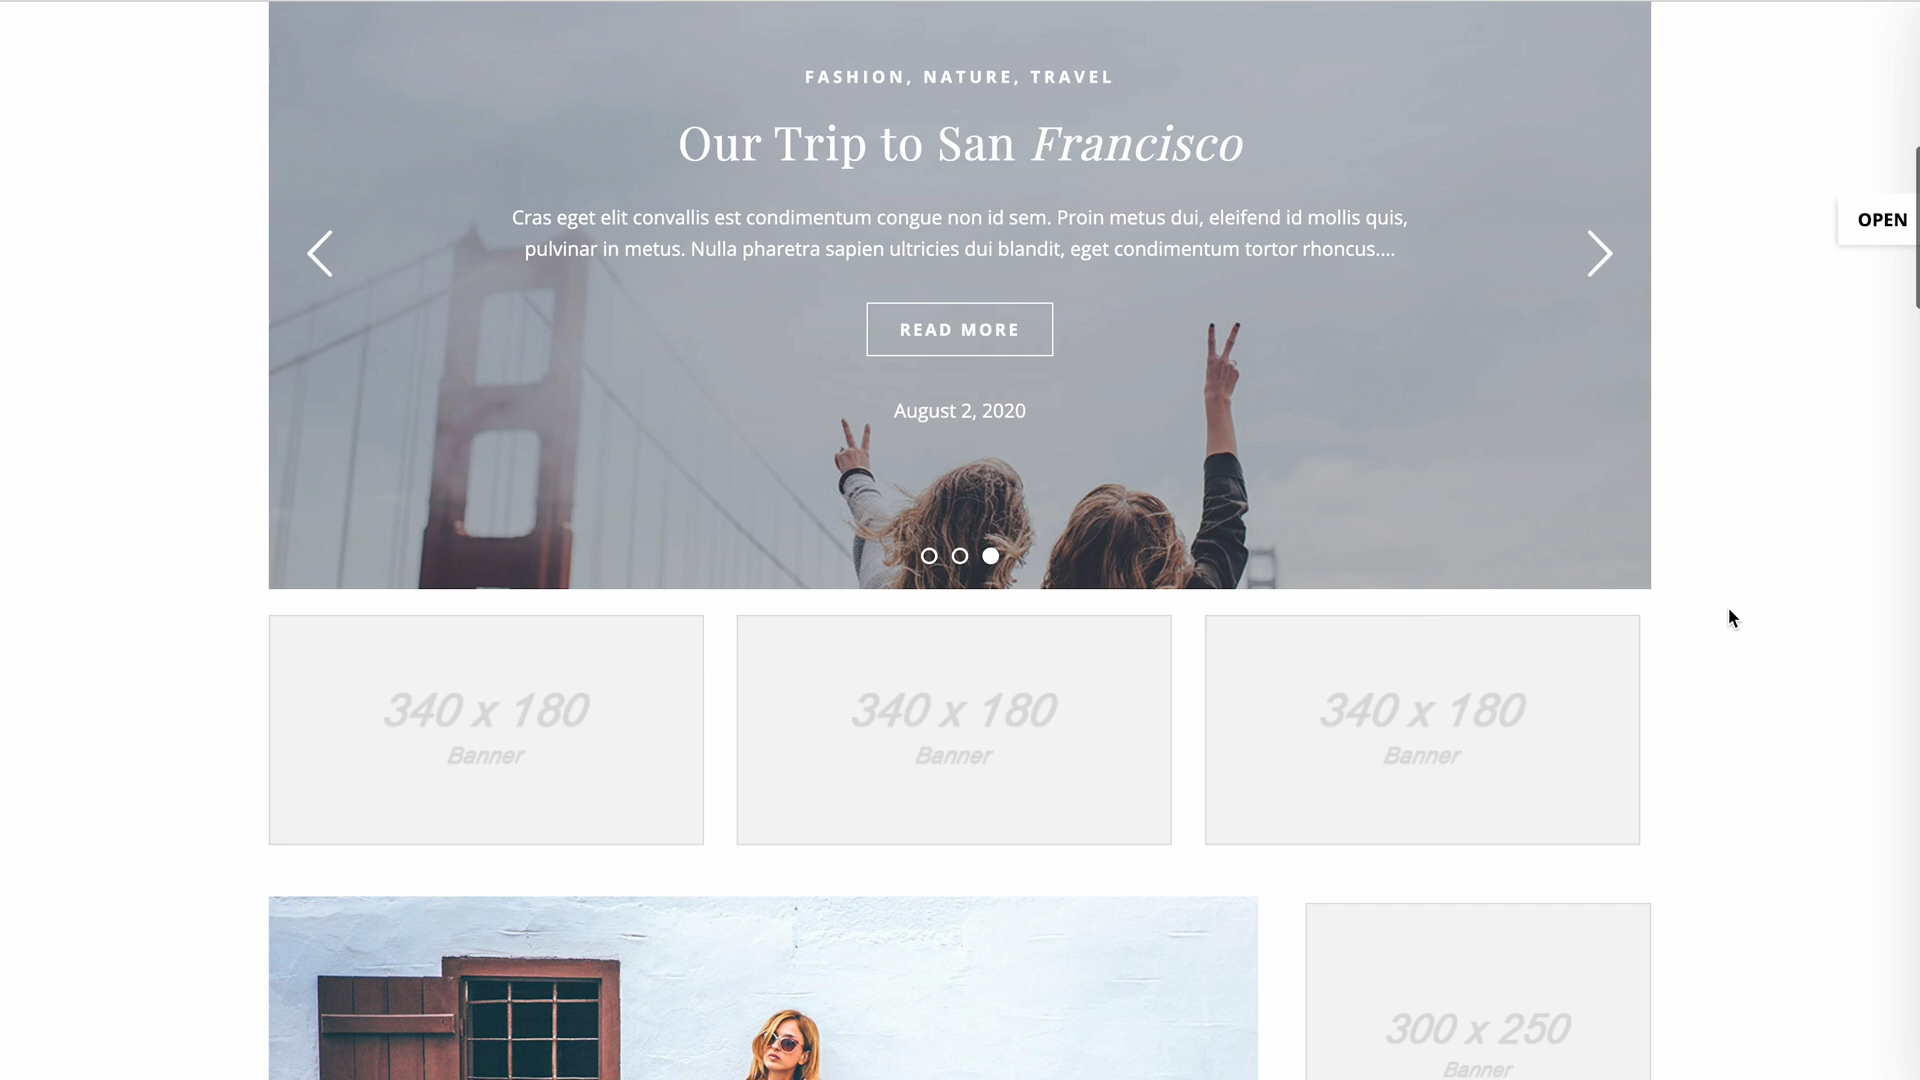 FASHION, NATURE, TRAVEL
Our Trip to San Francisco
Cras eget elit convallis est condimentum congue non id sem. Proin metus dui, eleifend id mollis quis,
pulvinar in metus. Nulla pharetra sapien ultricies dui blandit, eget condimentum tortor rhoncus....
OPEN
READ MORE
August 2, 2020
340 x 180
Banner
340 x 180
Banner
340 x 180
Banner
300 x 250
Banner